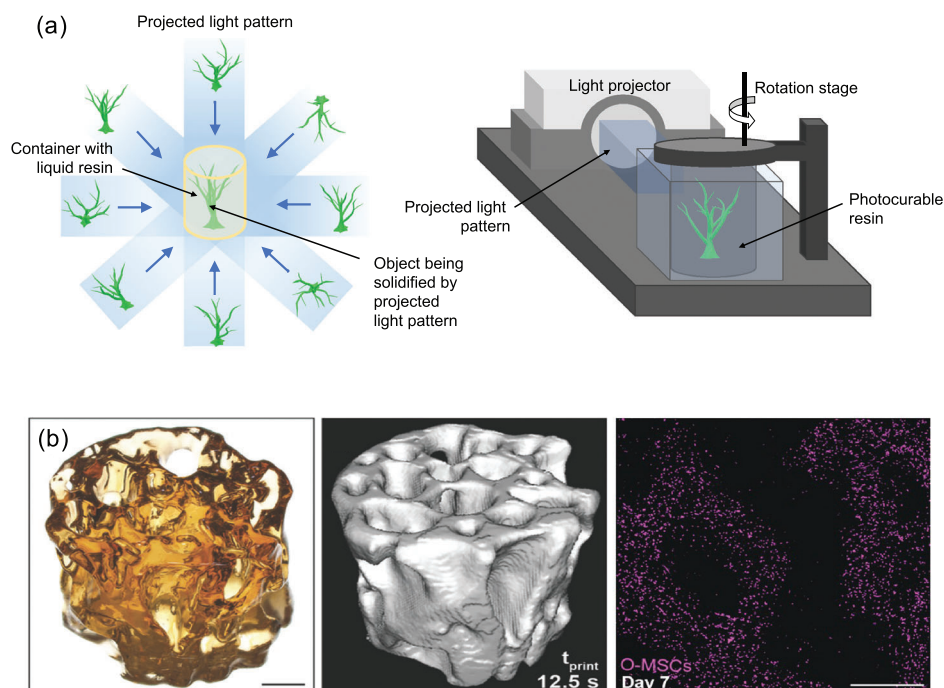 (a)
Projected light pattern
Container with
liquid resin
Object being
solidified by
projected
light pattern
Light projector
Rotation stage
Projected light
pattern
Photocurable
resin
(b)
tprint
12.5 s
O-MSCs
Day 7